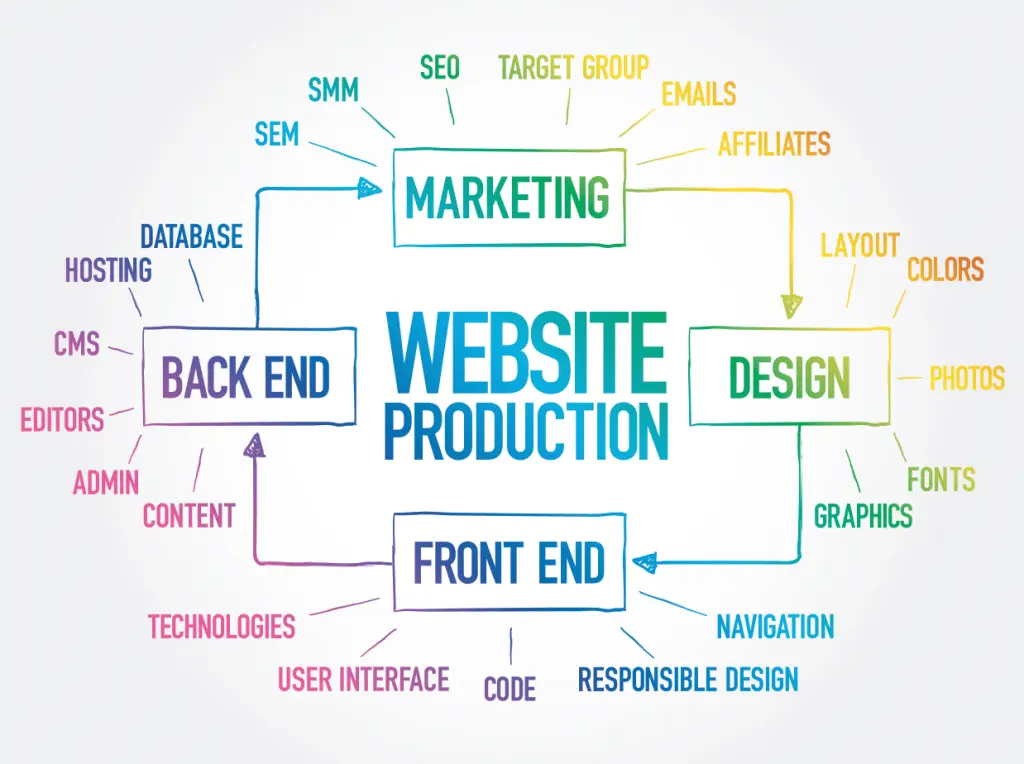 SEO
TARGET GROUP
SMM
EMAILS
SEM
AFFILIATES
MARKETING
DATABASE
LAYOUT
HOSTING
COLORS
CMS
BACK END
WEBSITE
PRODUCTION
DESIGN
PHOTOS
EDITORS
ADMIN
FONTS
CONTENT
GRAPHICS
FRONT END
TECHNOLOGIES
NAVIGATION
USER INTERFACE
CODE
RESPONSIBLE DESIGN